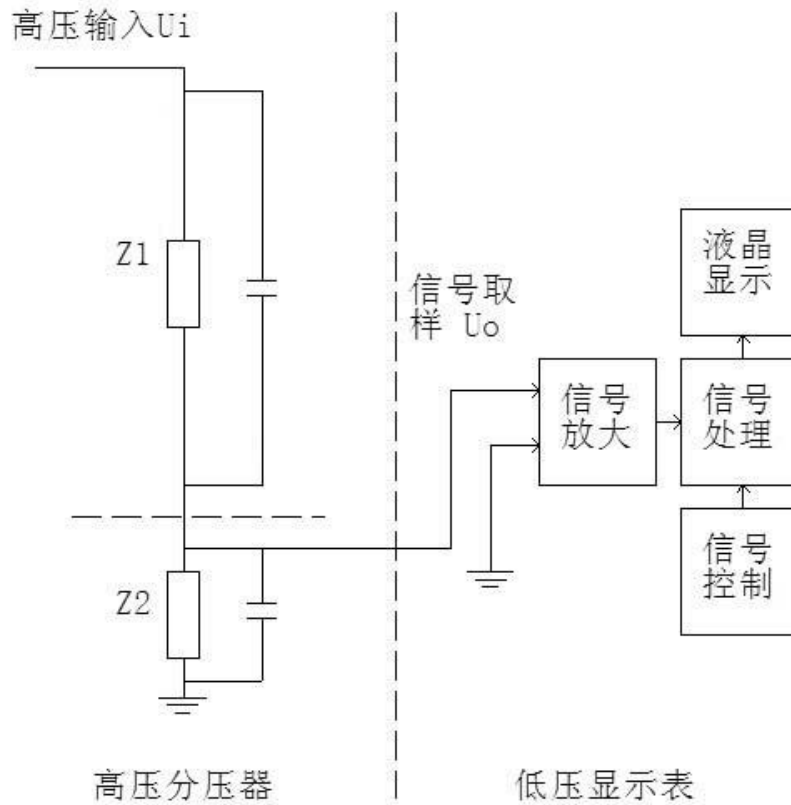 高压输入Ui
Z1
信号取
样 Uo
液晶
显示
信号
放大
信号
处理
信号
控制
Z2
高压分压器
低压显示表